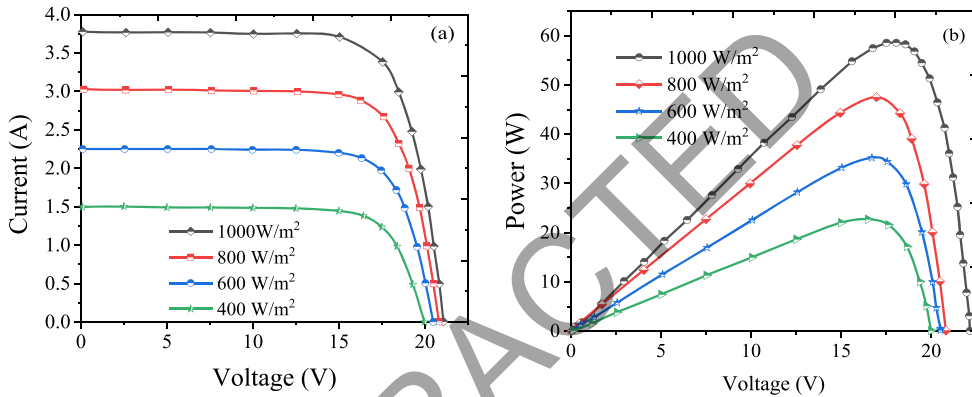 4.0
3.5
3.0
2.5
2.0
1.5
1.0
0.5
0.0
0
5
10
15
20
Current (A)
Voltage (V)
(a)
1000W/m²
800 W/m²
600 W/m²
400 W/m²
60
50
40
30
20
10
0
0
5
10
15
20
Power (W)
Voltage (V)
(b)
1000 W/m²
800 W/m²
600 W/m²
400 W/m²
RACTED